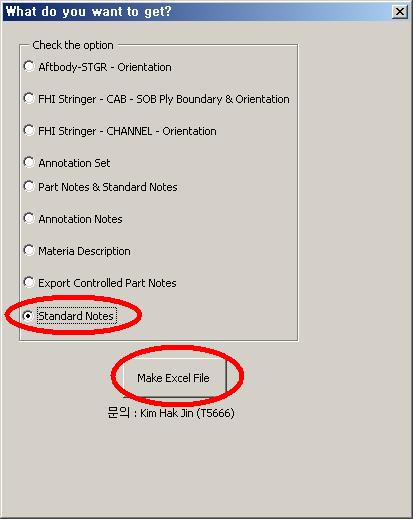 What do you want to get?
Check the option
Aftbody-STGR - Orientation
FHI Stringer - CAB - SOB Ply Boundary & Orientation
FHI Stringer - CHANNEL - Orientation
Annotation Set
Part Notes & Standard Notes
Annotation Notes
Materia Description
Export Controlled Part Notes
Standard Notes
Make Excel File
문의 : Kim Hak Jin (T5666)